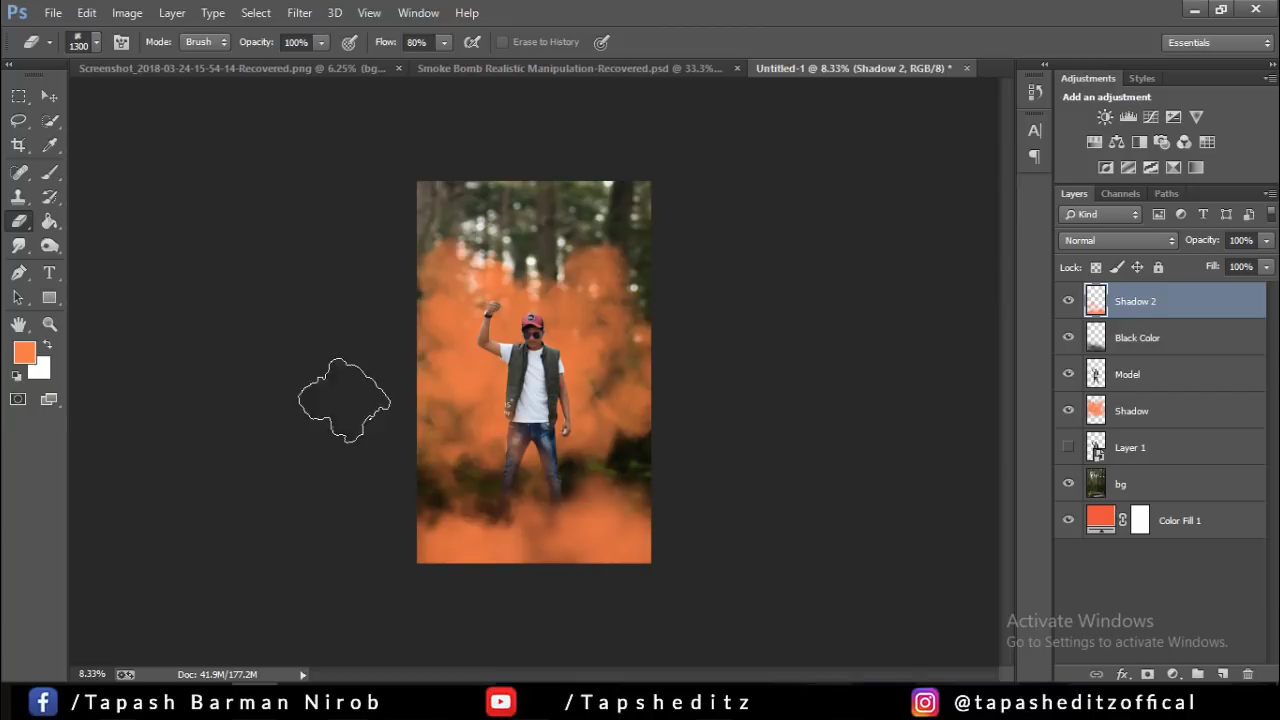 Ps File Edit Image Layer Type Select Filter 3D View Window Help
1300 Mode: Brush Opacity: 100% Flow: 80% Erase to History Essentials
Screenshot_2018-03-24-15-54-14-Recovered.png @ 6.25% (bg... × Smoke Bomb Realistic Manipulation-Recovered.psd @ 33.3%... × Untitled-1 @ 8.33% (Shadow 2, RGB/8) * ×
Adjustments Styles
Add an adjustment
Layers Channels Paths
Kind
Normal Opacity: 100%
Lock: Fill: 100%
Shadow 2
Black Color
Model
Shadow
Layer 1
bg
Color Fill 1
Activate Windows
Go to Settings to activate Windows.
8.33% Doc: 41.9M/177.2M
/Tapash Barman Nirob /Tapsheditz @tapasheditzoffical